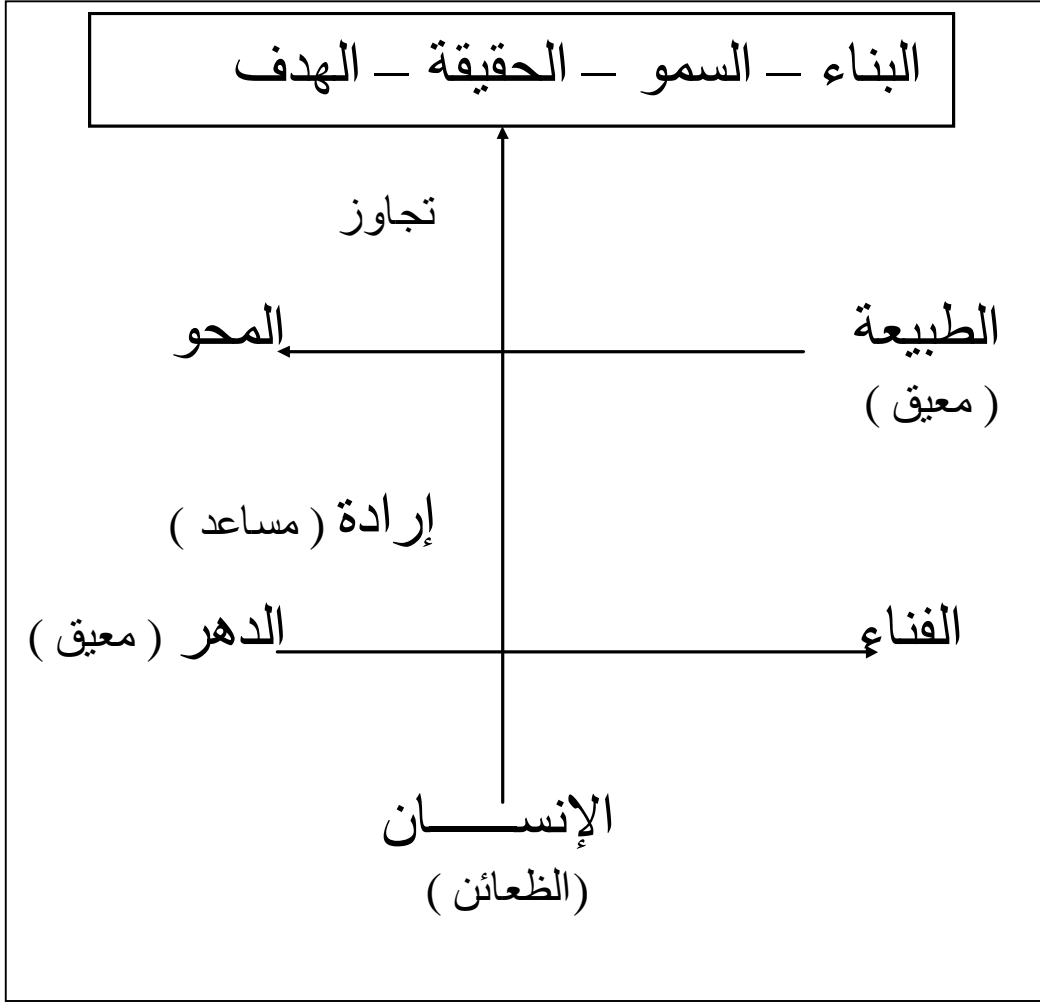 البناء – السمو – الحقيقة – الهدف
تجاوز
الطبيعة
المحو
( معيق )
إرادة ( مساعد )
الفناء
الدهر ( معيق )
الإنســـــان
(الظعائن )